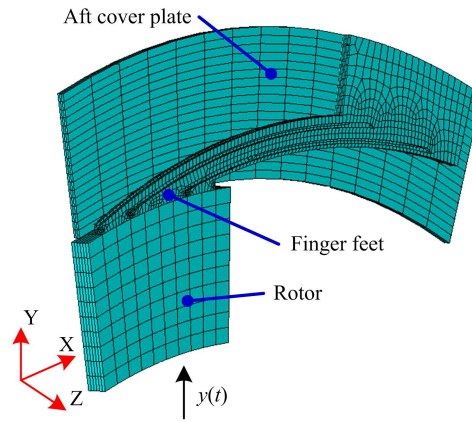 Aft cover plate
Finger feet
Rotor
Y
X
Z
y(t)